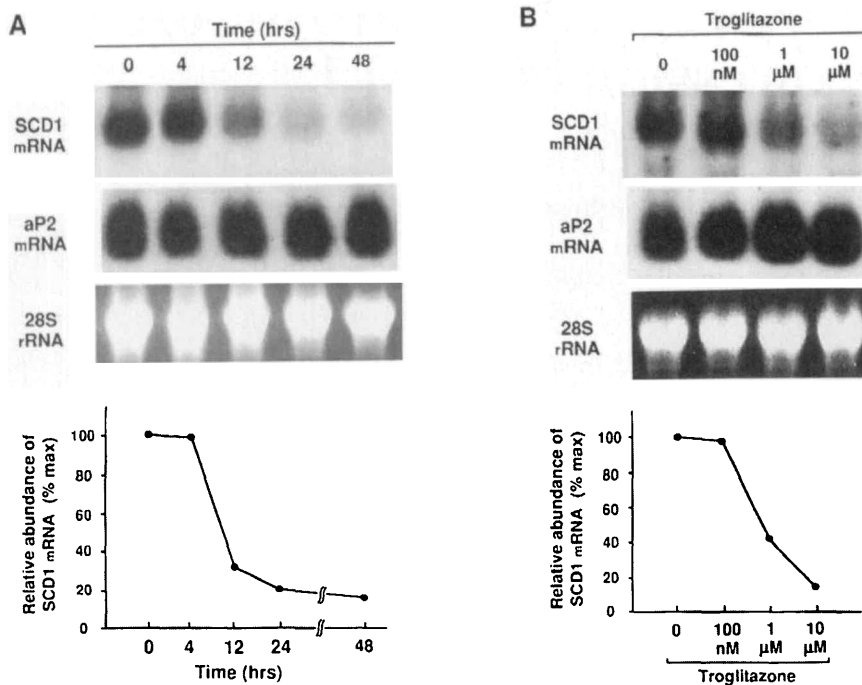 A
Time (hrs)
0 4 12 24 48
SCD1
mRNA
aP2
mRNA
28S
rRNA
Relative abundance of
SCD1 mRNA (% max)
100
80
60
40
20
0
0 4 12 24 48
Time (hrs)
B
Troglitazone
0 100 nM 1 µM 10 µM
SCD1
mRNA
aP2
mRNA
28S
rRNA
Relative abundance of
SCD1 mRNA (% max)
100
80
60
40
20
0
0 100 nM 1 µM 10 µM
Troglitazone